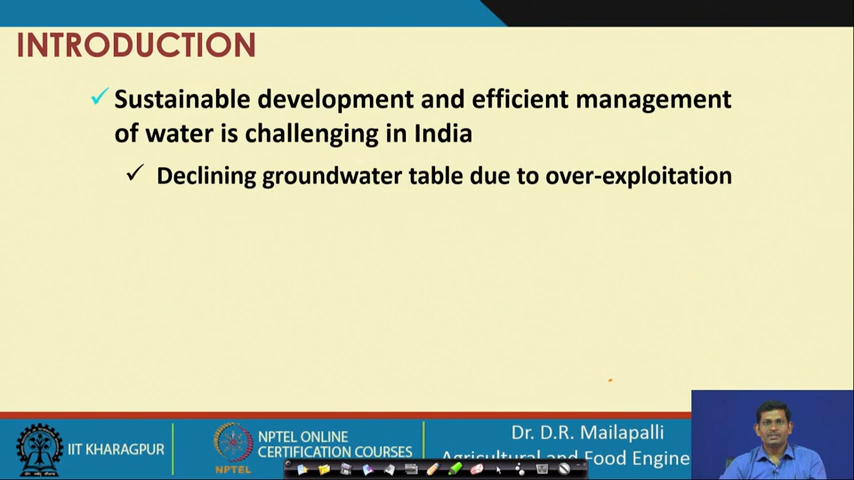 INTRODUCTION
✓ Sustainable development and efficient management
of water is challenging in India
✓ Declining groundwater table due to over-exploitation
IIT KHARAGPUR
NPTEL
NPTEL ONLINE
CERTIFICATION COURSES
Dr. D.R. Mailapalli
Agricultural and Food Engine